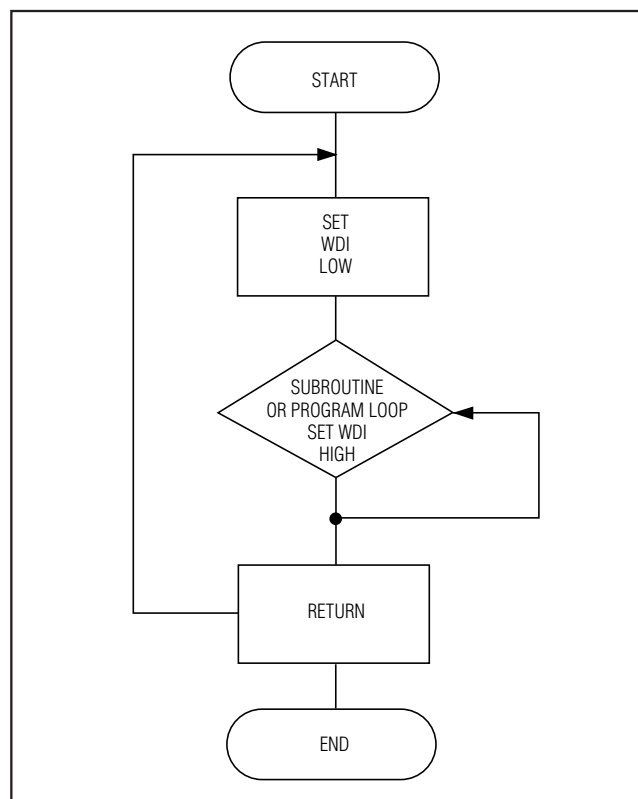 START
SET
WDI
LOW
SUBROUTINE
OR PROGRAM LOOP
SET WDI
HIGH
RETURN
END